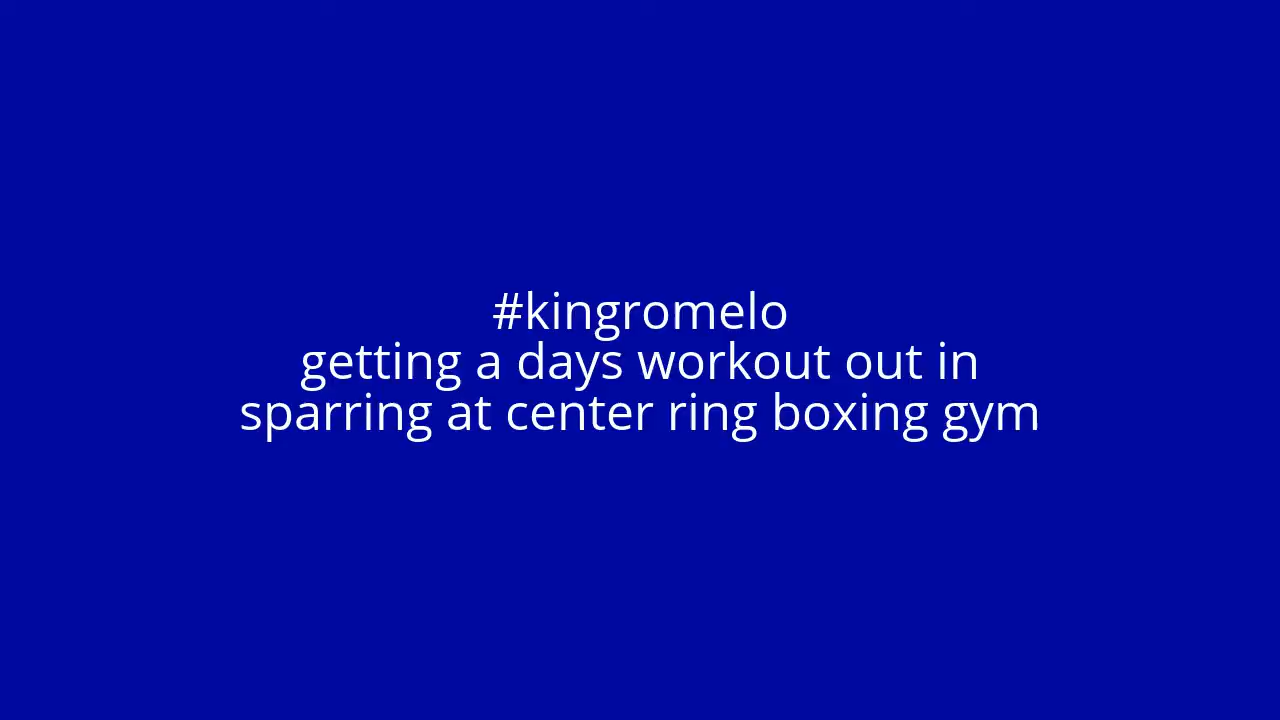 #kingromelo
getting a days workout out in
sparring at center ring boxing gym